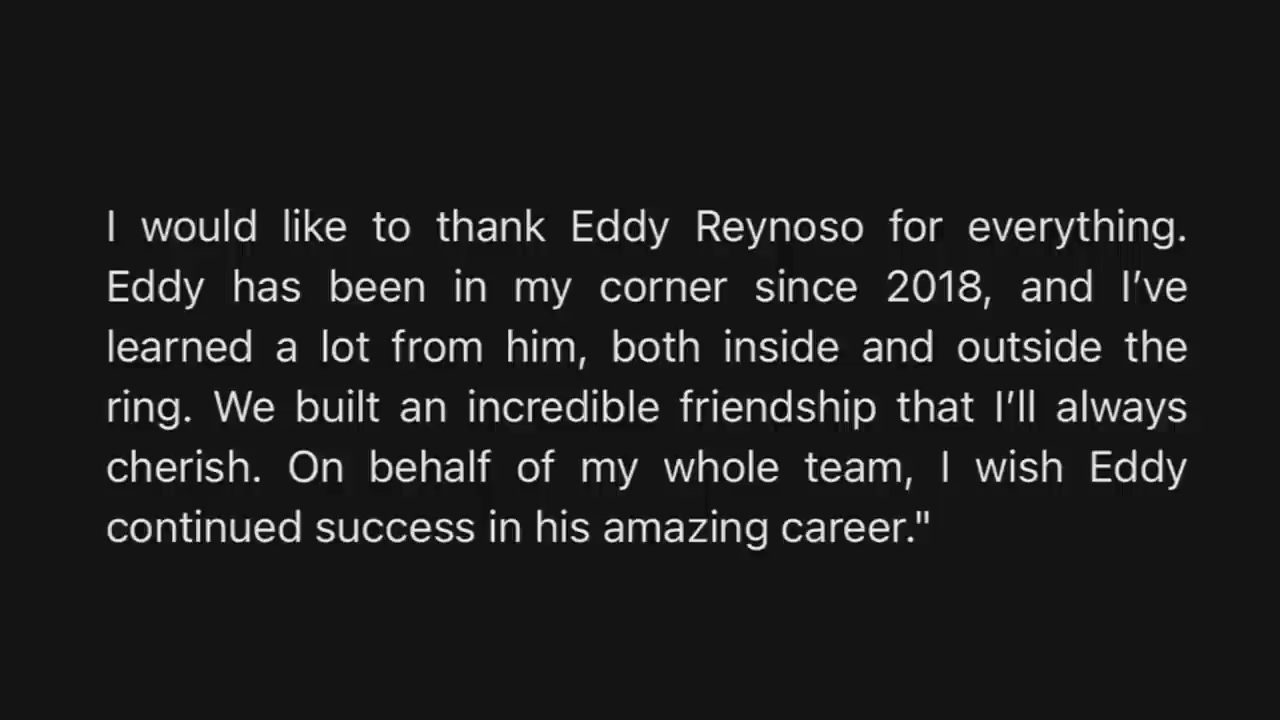 I would like to thank Eddy Reynoso for everything.
Eddy has been in my corner since 2018, and I’ve
learned a lot from him, both inside and outside the
ring. We built an incredible friendship that I’ll always
cherish. On behalf of my whole team, I wish Eddy
continued success in his amazing career."